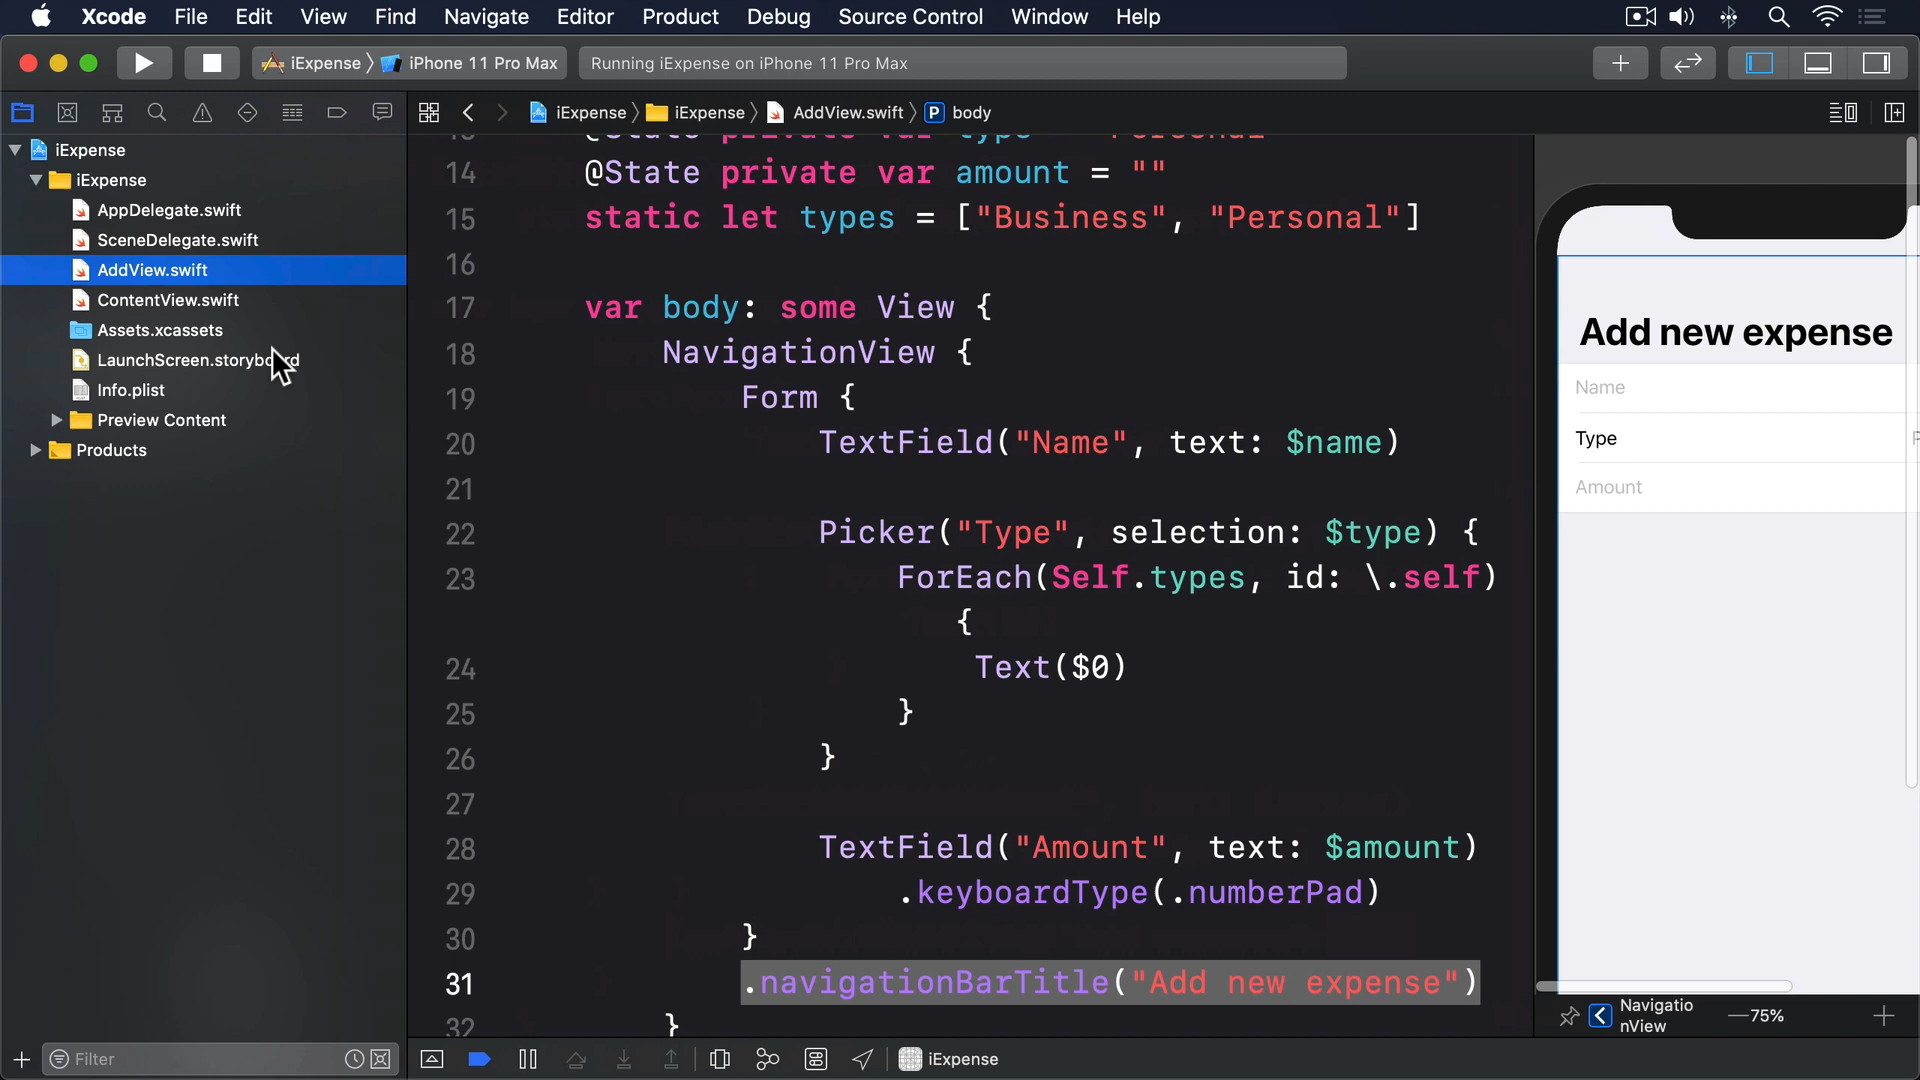 Xcode File Edit View Find Navigate Editor Product Debug Source Control Window Help
iExpense iPhone 11 Pro Max Running iExpense on iPhone 11 Pro Max
iExpense iExpense AddView.swift P body
iExpense
iExpense
AppDelegate.swift
SceneDelegate.swift
AddView.swift
ContentView.swift
Assets.xcassets
LaunchScreen.storyboard
Info.plist
Preview Content
Products
Filter
14 @State private var amount = ""
15 static let types = ["Business", "Personal"]
16
17 var body: some View {
18 NavigationView {
19 Form {
20 TextField("Name", text: $name)
21
22 Picker("Type", selection: $type) {
23 ForEach(Self.types, id: \.self)
{
24 Text($0)
25 }
26 }
27
28 TextField("Amount", text: $amount)
29 .keyboardType(.numberPad)
30 }
31 .navigationBarTitle("Add new expense")
32 }
iExpense
Add new expense
Name
Type
Amount
Navigatio
nView
75%